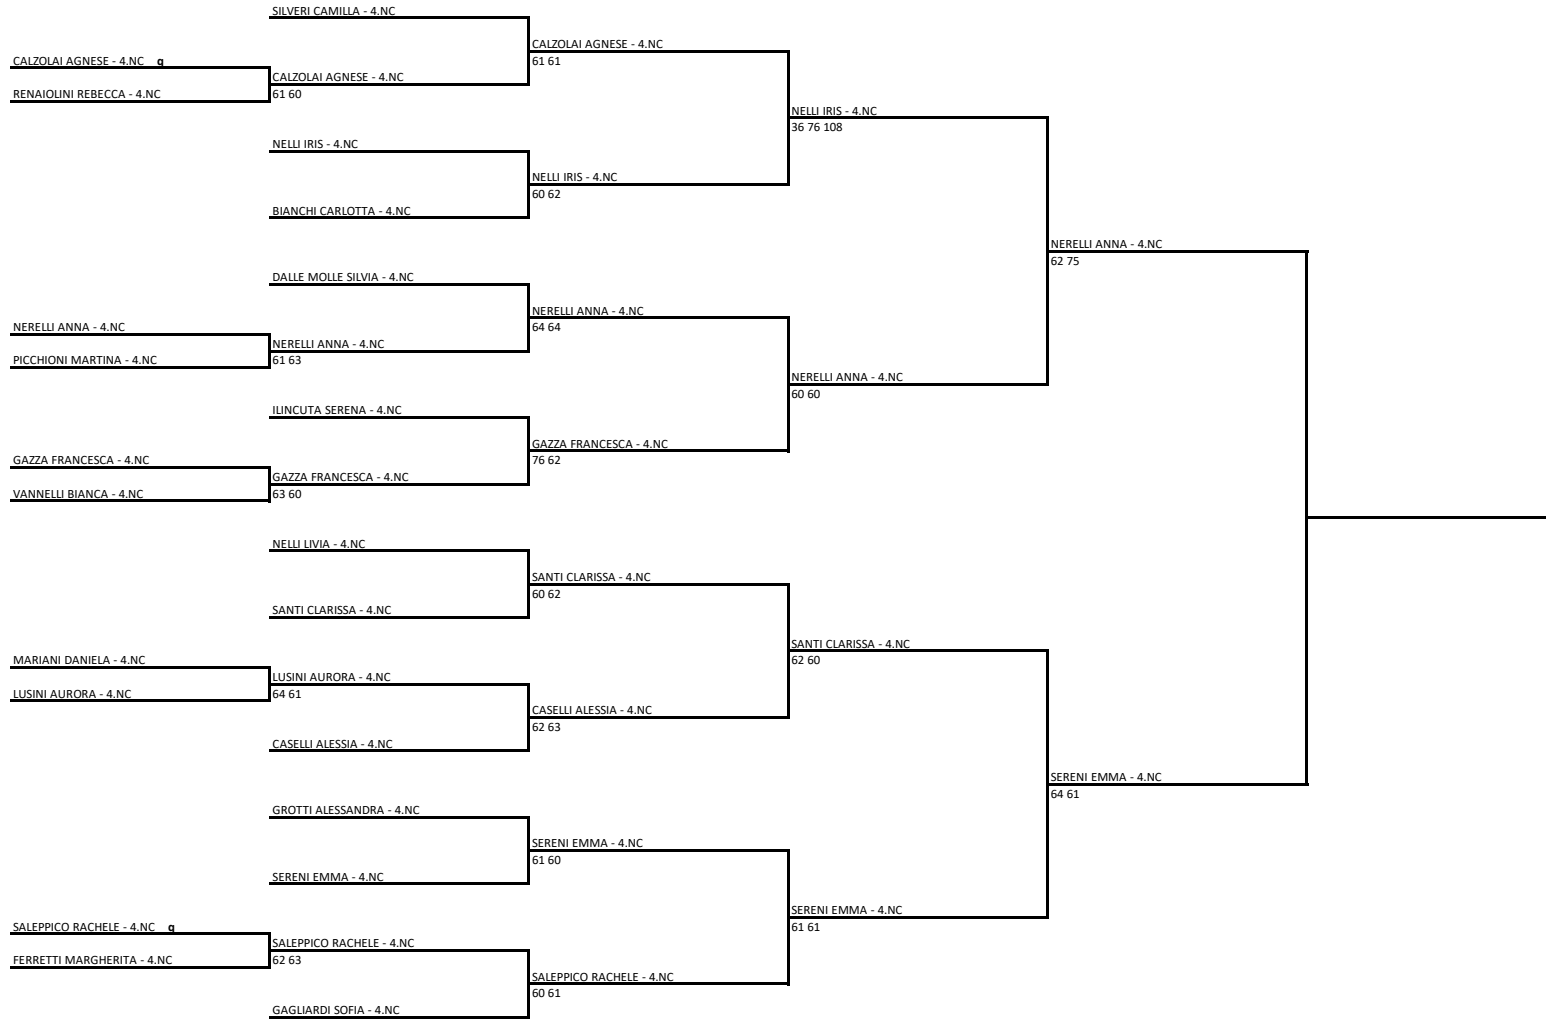 SILVERI CAMILLA - 4.NC
CALZOLAI AGNESE - 4.NC
61 61
CALZOLAI AGNESE - 4.NC q
CALZOLAI AGNESE - 4.NC
61 60
RENAIOLINI REBECCA - 4.NC
NELLI IRIS - 4.NC
36 76 108
NELLI IRIS - 4.NC
NELLI IRIS - 4.NC
60 62
BIANCHI CARLOTTA - 4.NC
NERELLI ANNA - 4.NC
62 75
DALLE MOLLE SILVIA - 4.NC
NERELLI ANNA - 4.NC
64 64
NERELLI ANNA - 4.NC
NERELLI ANNA - 4.NC
61 63
PICCHIONI MARTINA - 4.NC
NERELLI ANNA - 4.NC
60 60
ILINCUTA SERENA - 4.NC
GAZZA FRANCESCA - 4.NC
76 62
GAZZA FRANCESCA - 4.NC
GAZZA FRANCESCA - 4.NC
63 60
VANNELLI BIANCA - 4.NC
NELLI LIVIA - 4.NC
SANTI CLARISSA - 4.NC
60 62
SANTI CLARISSA - 4.NC
SANTI CLARISSA - 4.NC
62 60
MARIANI DANIELA - 4.NC
LUSINI AURORA - 4.NC
64 61
LUSINI AURORA - 4.NC
CASELLI ALESSIA - 4.NC
62 63
CASELLI ALESSIA - 4.NC
SERENI EMMA - 4.NC
64 61
GROTTI ALESSANDRA - 4.NC
SERENI EMMA - 4.NC
61 60
SERENI EMMA - 4.NC
SERENI EMMA - 4.NC
61 61
SALEPPICO RACHELE - 4.NC q
SALEPPICO RACHELE - 4.NC
62 63
FERRETTI MARGHERITA - 4.NC
SALEPPICO RACHELE - 4.NC
60 61
GAGLIARDI SOFIA - 4.NC